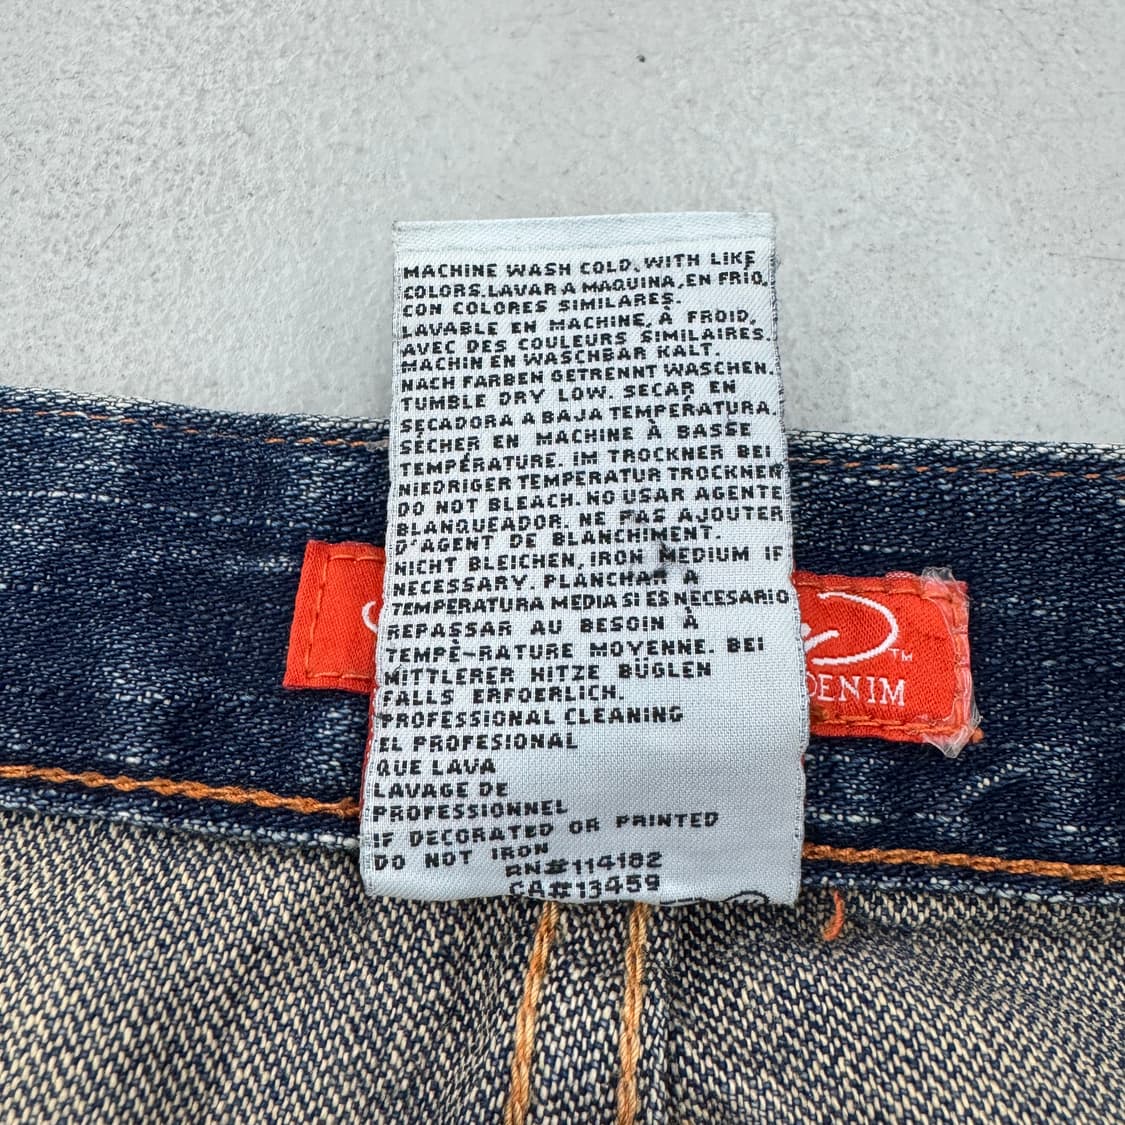 MACHINE WASH COLD, WITH LIKE
COLORS. LAVAR A MAQUINA, EN FRÍO,
CON COLORES SIMILARES.
LAVABLE EN MACHINE, À FROID,
AVEC DES COULEURS SIMILAIRES.
MACHIN EN WASCHBAR KALT.
NACH FARBEN GETRENNT WASCHEN.
TUMBLE DRY LOW. SECAR EN
SECADORA A BAJA TEMPERATURA.
SÉCHER EN MACHINE À BASSE
TEMPÉRATURE. IM TROCKNER BEI
NIEDRIGER TEMPERATUR TROCKNEN
DO NOT BLEACH. NO USAR AGENTE
BLANQUEADOR. NE PAS AJOUTER
D'AGENT DE BLANCHIMENT.
NICHT BLEICHEN, IRON MEDIUM IF
NECESSARY. PLANCHAR A
TEMPERATURA MEDIA SI ES NECESARIO
REPASSAR AU BESOIN À
TEMPÈ-RATURE MOYENNE. BEI
MITTLERER HITZE BÜGLEN
FALLS ERFOERLICH.
PROFESSIONAL CLEANING
EL PROFESIONAL
QUE LAVA
LAVAGE DE
PROFESSIONNEL
IF DECORATED OR PRINTED
DO NOT IRON
RN#114182
CA#13459
TM
DENIM